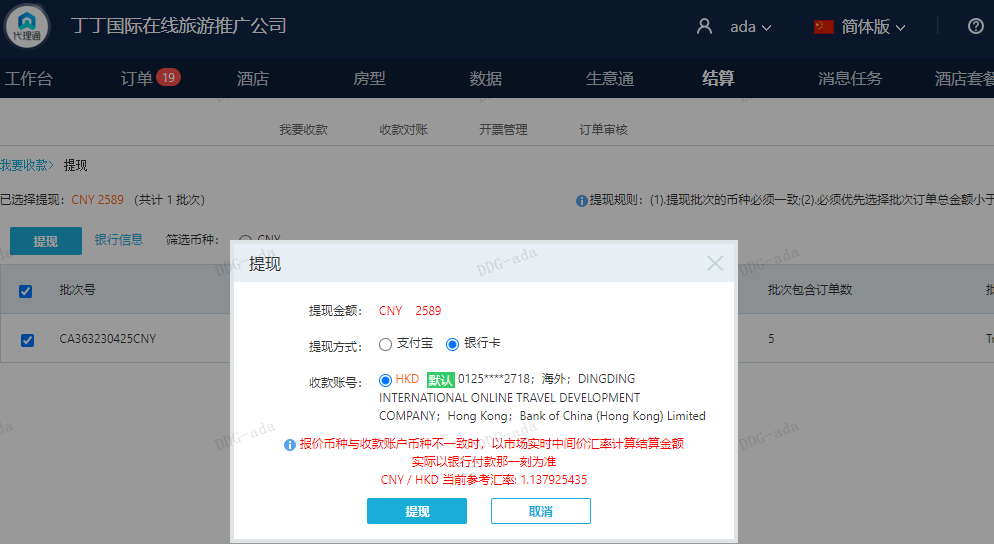 代理通
丁丁国际在线旅游推广公司
ada
简体版
工作台
订单 19
酒店
房型
数据
生意通
结算
消息任务
酒店套餐
我要收款
收款对账
开票管理
订单审核
我要收款> 提现
已选择提现：CNY 2589 （共计 1 批次）
提现规则：(1).提现批次的币种必须一致;(2).必须优先选择批次订单总金额小于
提现
银行信息
筛选币种：
CNY
批次号
批次包含订单数
CA363230425CNY
5
提现
提现金额： CNY 2589
提现方式： 支付宝 银行卡
收款账号： HKD 默认 0125****2718；海外；DINGDING
INTERNATIONAL ONLINE TRAVEL DEVELOPMENT
COMPANY；Hong Kong；Bank of China (Hong Kong) Limited
报价币种与收款账户币种不一致时，以市场实时中间价汇率计算结算金额
实际以银行付款那一刻为准
CNY / HKD 当前参考汇率: 1.137925435
提现
取消
DDG-ada
DDG-ada
DDG-ada
DDG-ada
DDG-ada
DDG-ada